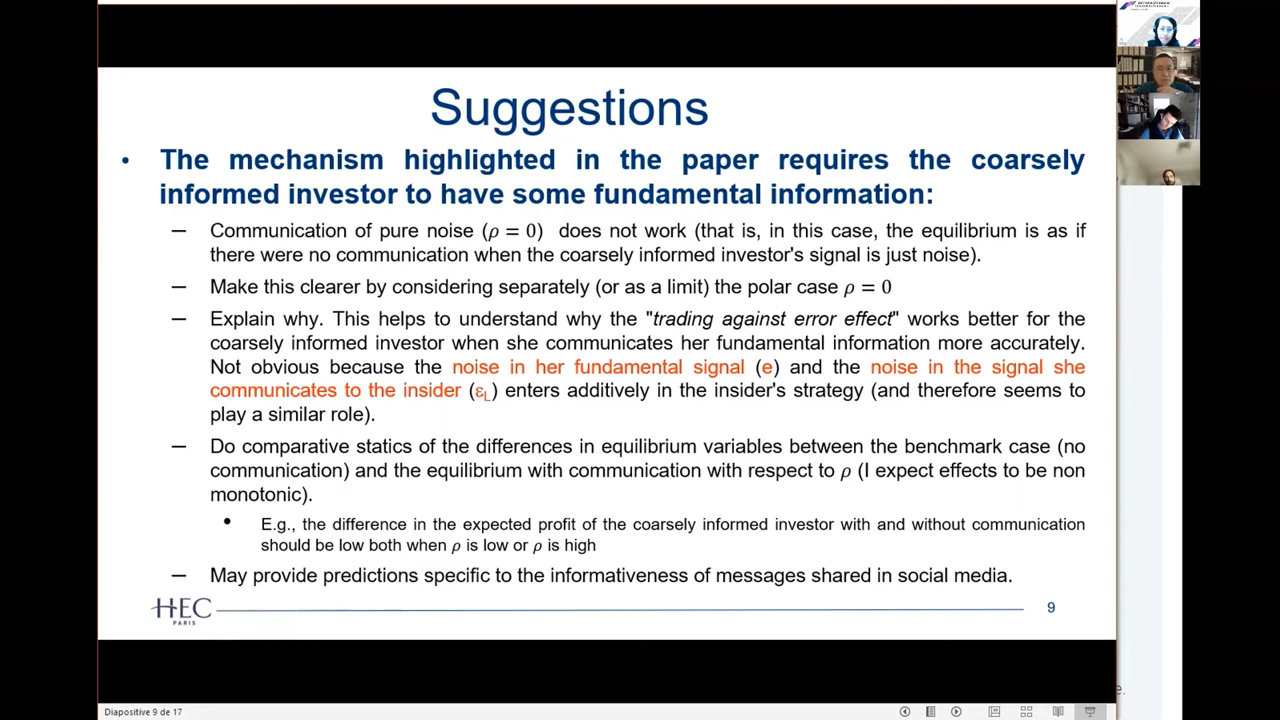 Suggestions
• The mechanism highlighted in the paper requires the coarsely
informed investor to have some fundamental information:
— Communication of pure noise (ρ = 0) does not work (that is, in this case, the equilibrium is as if
there were no communication when the coarsely informed investor's signal is just noise).
— Make this clearer by considering separately (or as a limit) the polar case ρ = 0
— Explain why. This helps to understand why the "trading against error effect" works better for the
coarsely informed investor when she communicates her fundamental information more accurately.
Not obvious because the noise in her fundamental signal (e) and the noise in the signal she
communicates to the insider (εL) enters additively in the insider's strategy (and therefore seems to
play a similar role).
— Do comparative statics of the differences in equilibrium variables between the benchmark case (no
communication) and the equilibrium with communication with respect to ρ (I expect effects to be non
monotonic).
• E.g., the difference in the expected profit of the coarsely informed investor with and without communication
should be low both when ρ is low or ρ is high
— May provide predictions specific to the informativeness of messages shared in social media.
HEC
PARIS
9
Diapositive 9 de 17